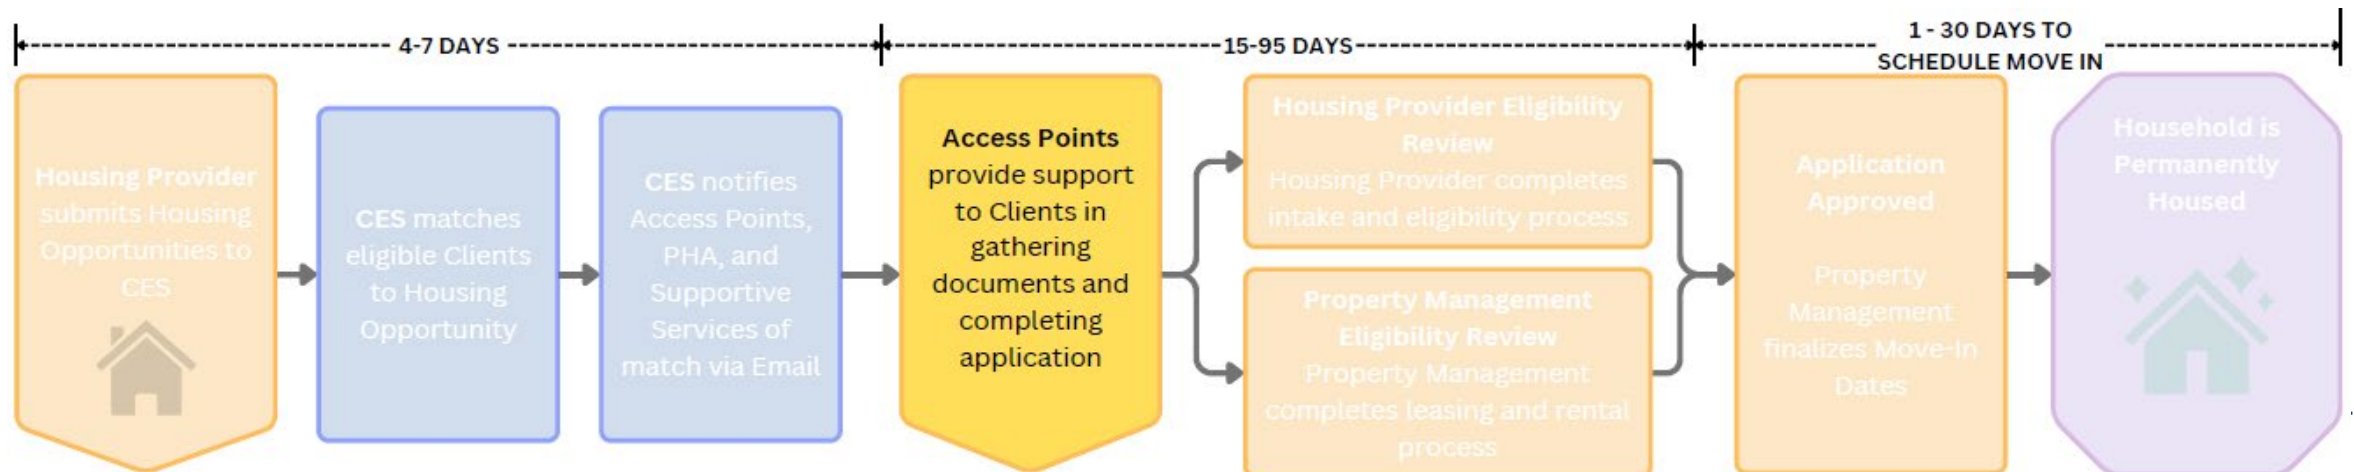 4-7 DAYS
15-95 DAYS
1 - 30 DAYS TO
SCHEDULE MOVE IN
Housing Provider
submits Housing
Opportunities to
CES
CES matches
eligible Clients
to Housing
Opportunity
CES notifies
Access Points,
PHA, and
Supportive
Services of
match via Email
Access Points
provide support
to Clients in
gathering
documents and
completing
application
Housing Provider Eligibility
Review
Housing Provider completes
intake and eligibility process
Property Management
Eligibility Review
Property Management
completes leasing and rental
process
Application
Approved
Property
Management
finalizes Move-In
Dates
Household is
Permanently
Housed